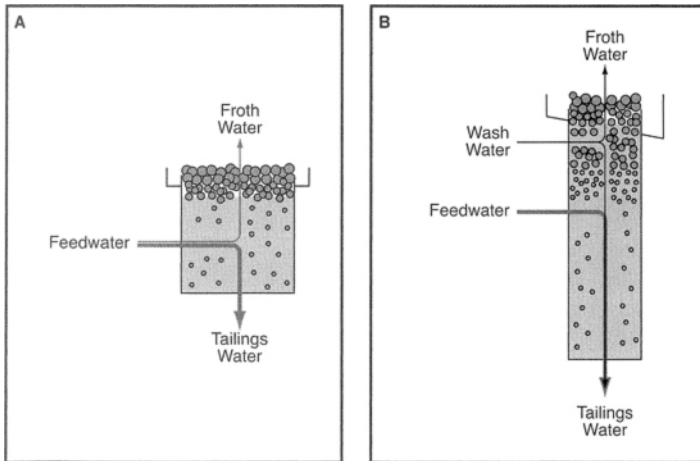 A
Froth
Water
Feedwater
Tailings
Water
B
Froth
Water
Wash
Water
Feedwater
Tailings
Water